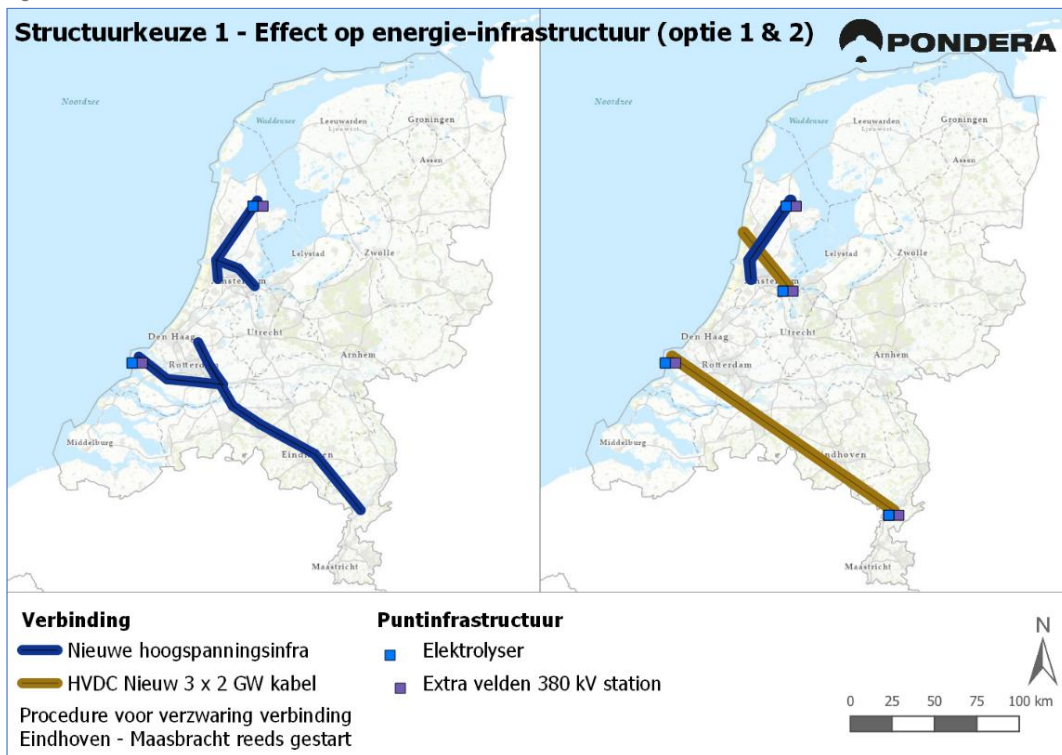 Structuurkeuze 1 - Effect op energie-infrastructuur (optie 1 & 2)
PONDERA
Noordzee
Waddenzee
Leeuwarden
Ljouwert
Groningen
Assen
Lelystad
Zwolle
Amsterdam
Den Haag
Utrecht
Rotterdam
Arnhem
Middelburg
Eindhoven
Maastricht
Noordzee
Waddenzee
Leeuwarden
Ljouwert
Groningen
Assen
Lelystad
Zwolle
Den Haag
Utrecht
Rotterdam
Arnhem
Middelburg
Maastricht
Verbinding
Nieuwe hoogspanningsinfra
HVDC Nieuw 3 x 2 GW kabel
Procedure voor verzwaring verbinding
Eindhoven - Maasbracht reeds gestart
Puntinfrastructuur
Elektrolyser
Extra velden 380 kV station
N
0 25 50 75 100 km